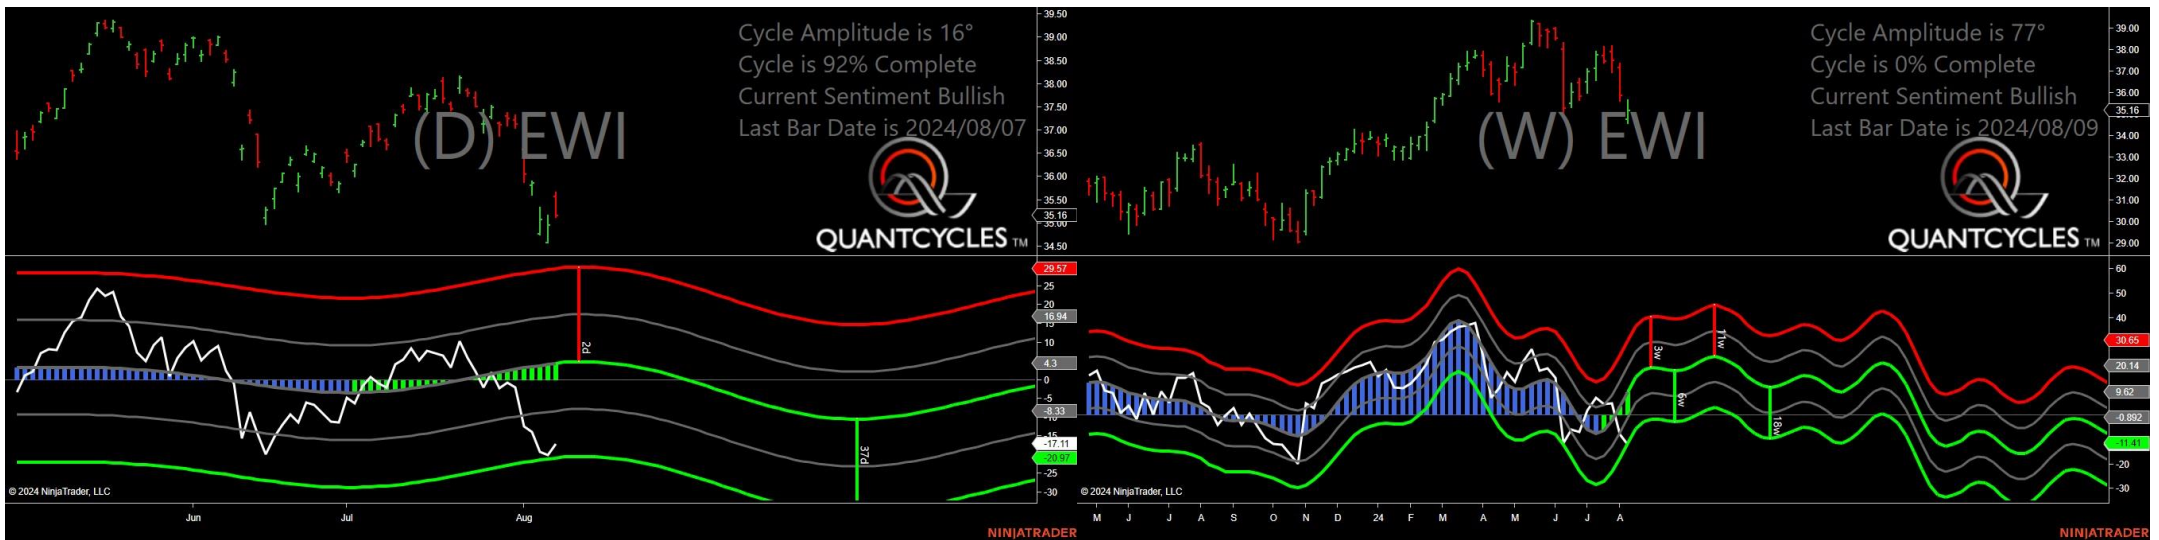 Cycle Amplitude is 16°
Cycle is 92% Complete
Current Sentiment Bullish
Last Bar Date is 2024/08/07
(D) EWI
QUANTCYCLES TM
39.50
39.00
38.50
38.00
37.50
37.00
36.50
36.00
35.50
35.16
35.00
34.50
29.57
25
20
16.94
15
10
4.3
0
-5
-8.33
-10
-15
-17.11
-20.97
-25
-30
2d
37d
© 2024 NinjaTrader, LLC
Jun
Jul
Aug
NINJATRADER
Cycle Amplitude is 77°
Cycle is 0% Complete
Current Sentiment Bullish
Last Bar Date is 2024/08/09
(W) EWI
QUANTCYCLES TM
39.00
38.00
37.00
36.00
35.16
34.00
33.00
32.00
31.00
30.00
29.00
60
50
40
30.65
20.14
9.62
-0.892
-11.41
-20
-30
3w
11w
6w
18w
© 2024 NinjaTrader, LLC
M
J
J
A
S
O
N
D
24
F
M
A
M
J
J
A
NINJATRADER